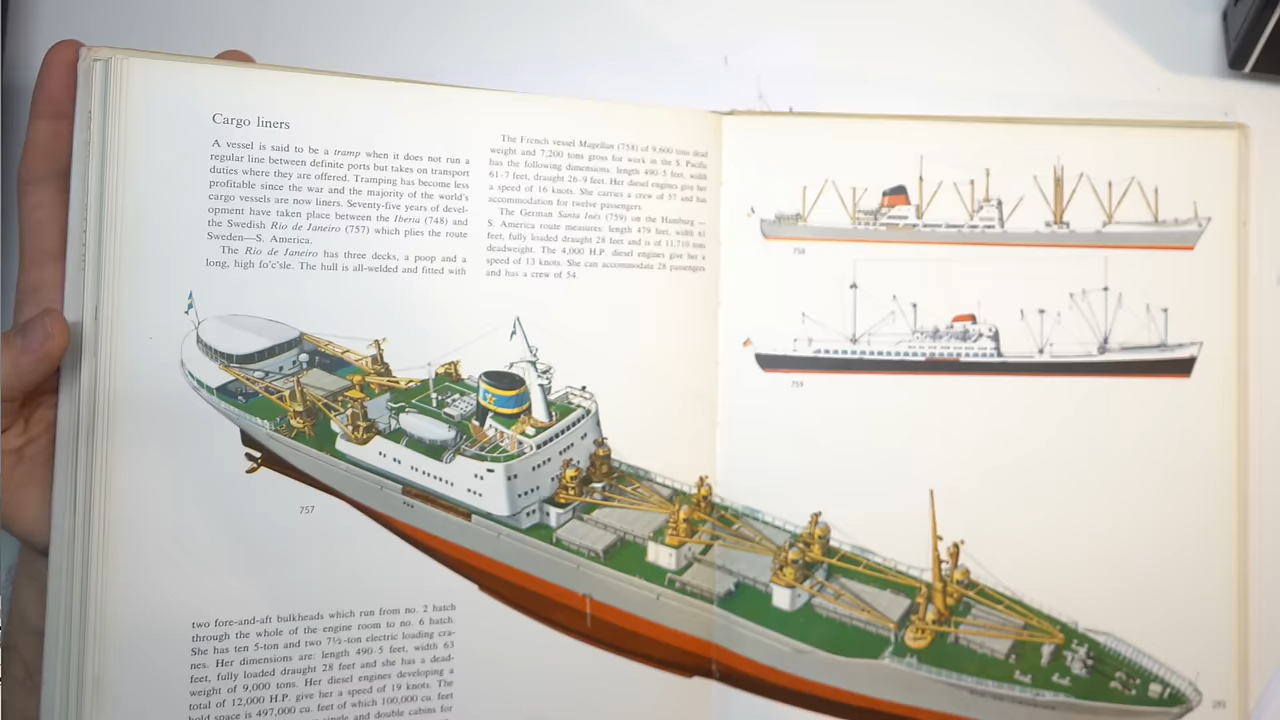 Cargo liners
A vessel is said to be a tramp when it does not run a
regular line between definite ports but takes on transport
duties where they are offered. Tramping has become less
profitable since the war and the majority of the world's
cargo vessels are now liners. Seventy-five years of devel-
opment have taken place between the Iberia (748) and
the Swedish Rio de Janeiro (757) which plies the route
Sweden—S. America.
The Rio de Janeiro has three decks, a poop and a
long, high fo'c'sle. The hull is all-welded and fitted with
two fore-and-aft bulkheads which run from no. 2 hatch
through the whole of the engine room to no. 6 hatch.
She has ten 5-ton and two 7½-ton electric loading cra-
nes. Her dimensions are: length 490·5 feet, width 63
feet, fully loaded draught 28 feet and she has a dead-
weight of 9,000 tons. Her diesel engines developing a
total of 12,000 H.P. give her a speed of 19 knots. The
hold space is 497,000 cu. feet of which 100,000 cu. feet
single and double cabins for
The French vessel Magellan (758) of 9,600 tons dead
weight and 7,200 tons gross for work in the S. Pacific
has the following dimensions: length 490·5 feet, width
61·7 feet, draught 26·9 feet. Her diesel engines give her
a speed of 16 knots. She carries a crew of 57 and has
accommodation for twelve passengers.
The German Santa Inés (759) on the Hamburg —
S. America route measures: length 479 feet, width 61
feet, fully loaded draught 28 feet and is of 11,710 tons
deadweight. The 4,000 H.P. diesel engines give her a
speed of 13 knots. She can accommodate 28 passengers
and has a crew of 54.
757
758
759